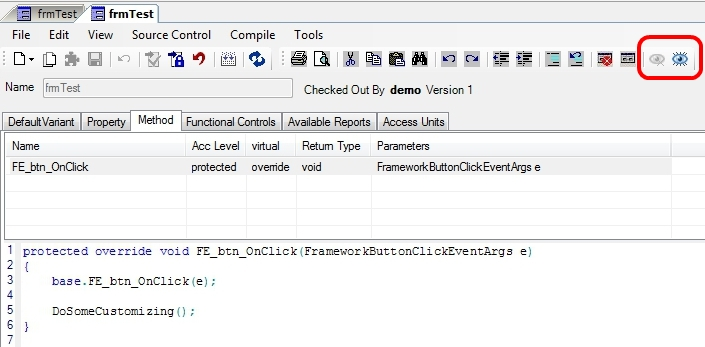 frmTest frmTest
File Edit View Source Control Compile Tools
Name frmTest Checked Out By demo Version 1
DefaultVariant Property Method Functional Controls Available Reports Access Units
Name Acc Level virtual Return Type Parameters
FE_btn_OnClick protected override void FrameworkButtonClickEventArgs e
1 protected override void FE_btn_OnClick(FrameworkButtonClickEventArgs e)
2 {
3 base.FE_btn_OnClick(e);
4
5 DoSomeCustomizing();
6 }
7